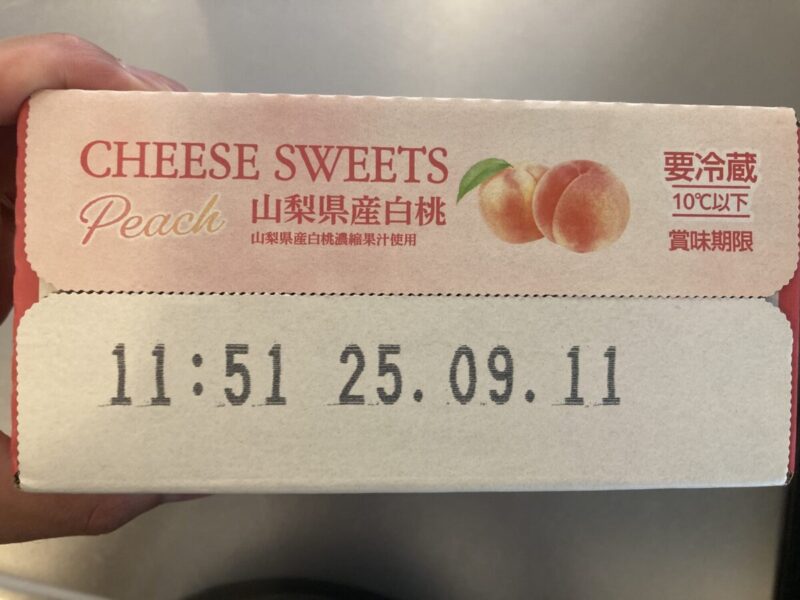 CHEESE SWEETS
Peach 山梨県産白桃
山梨県産白桃濃縮果汁使用
要冷蔵
10℃以下
賞味期限
11:51 25.09.11